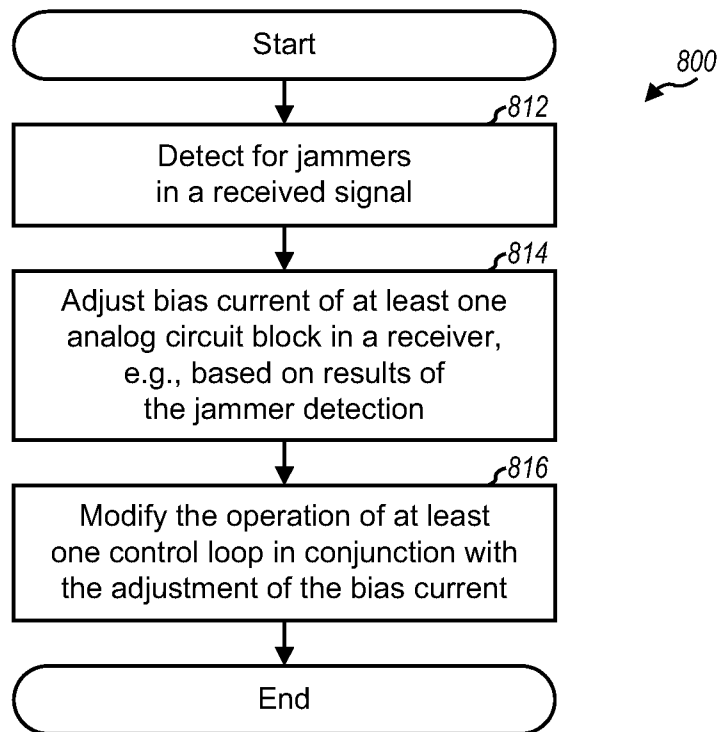 Start
800
812
Detect for jammers
in a received signal
814
Adjust bias current of at least one
analog circuit block in a receiver,
e.g., based on results of
the jammer detection
816
Modify the operation of at least
one control loop in conjunction with
the adjustment of the bias current
End